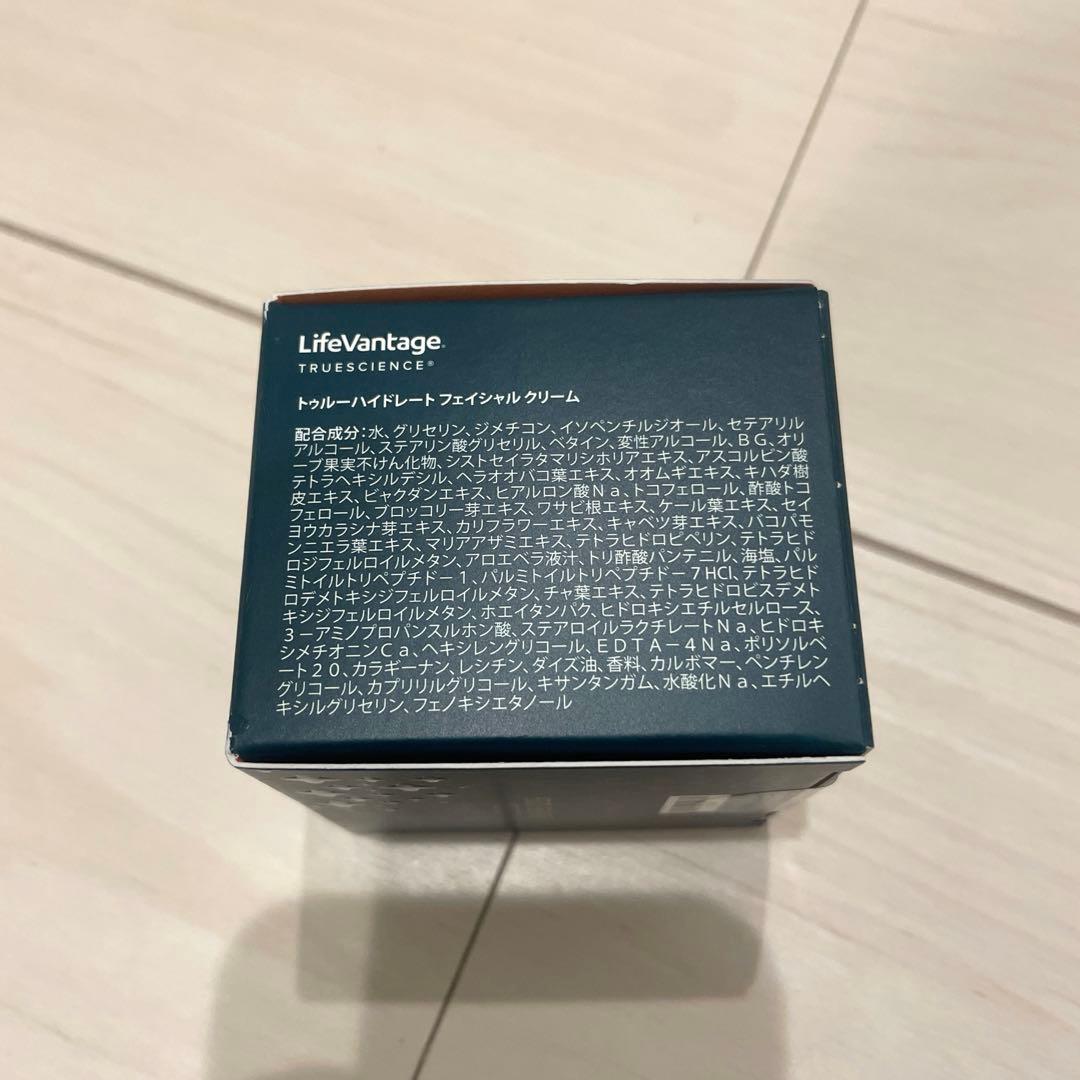 LifeVantage
TRUESCIENCE®
トゥルーハイドレート フェイシャル クリーム
配合成分:水、グリセリン、ジメチコン、イソペンチルジオール、セテアリル
アルコール、ステアリン酸グリセリル、ベタイン、変性アルコール、ＢＧ、オリ
ーブ果実不けん化物、シストセイラタマリシホリアエキス、アスコルビン酸
テトラヘキシルデシル、ヘラオオバコ葉エキス、オオムギエキス、キハダ樹
皮エキス、ビャクダンエキス、ヒアルロン酸Ｎａ、トコフェロール、酢酸トコ
フェロール、ブロッコリー芽エキス、ワサビ根エキス、ケール葉エキス、セイ
ヨウカラシナ芽エキス、カリフラワーエキス、キャベツ芽エキス、バコパモ
ンニエラ葉エキス、マリアアザミエキス、テトラヒドロピペリン、テトラヒド
ロジフェルロイルメタン、アロエベラ液汁、トリ酢酸パンテニル、海塩、パル
ミトイルトリペプチドー１、パルミトイルトリペプチドー７HCl、テトラヒド
ロデメトキシジフェルロイルメタン、チャ葉エキス、テトラヒドロビスデメト
キシジフェルロイルメタン、ホエイタンパク、ヒドロキシエチルセルロース、
３－アミノプロパンスルホン酸、ステアロイルラクチレートＮａ、ヒドロキ
シメチオニンＣａ、ヘキシレングリコール、ＥＤＴＡ－４Ｎａ、ポリソルベ
ート２０、カラギーナン、レシチン、ダイズ油、香料、カルボマー、ペンチレン
グリコール、カプリリルグリコール、キサンタンガム、水酸化Ｎａ、エチルヘ
キシルグリセリン、フェノキシエタノール